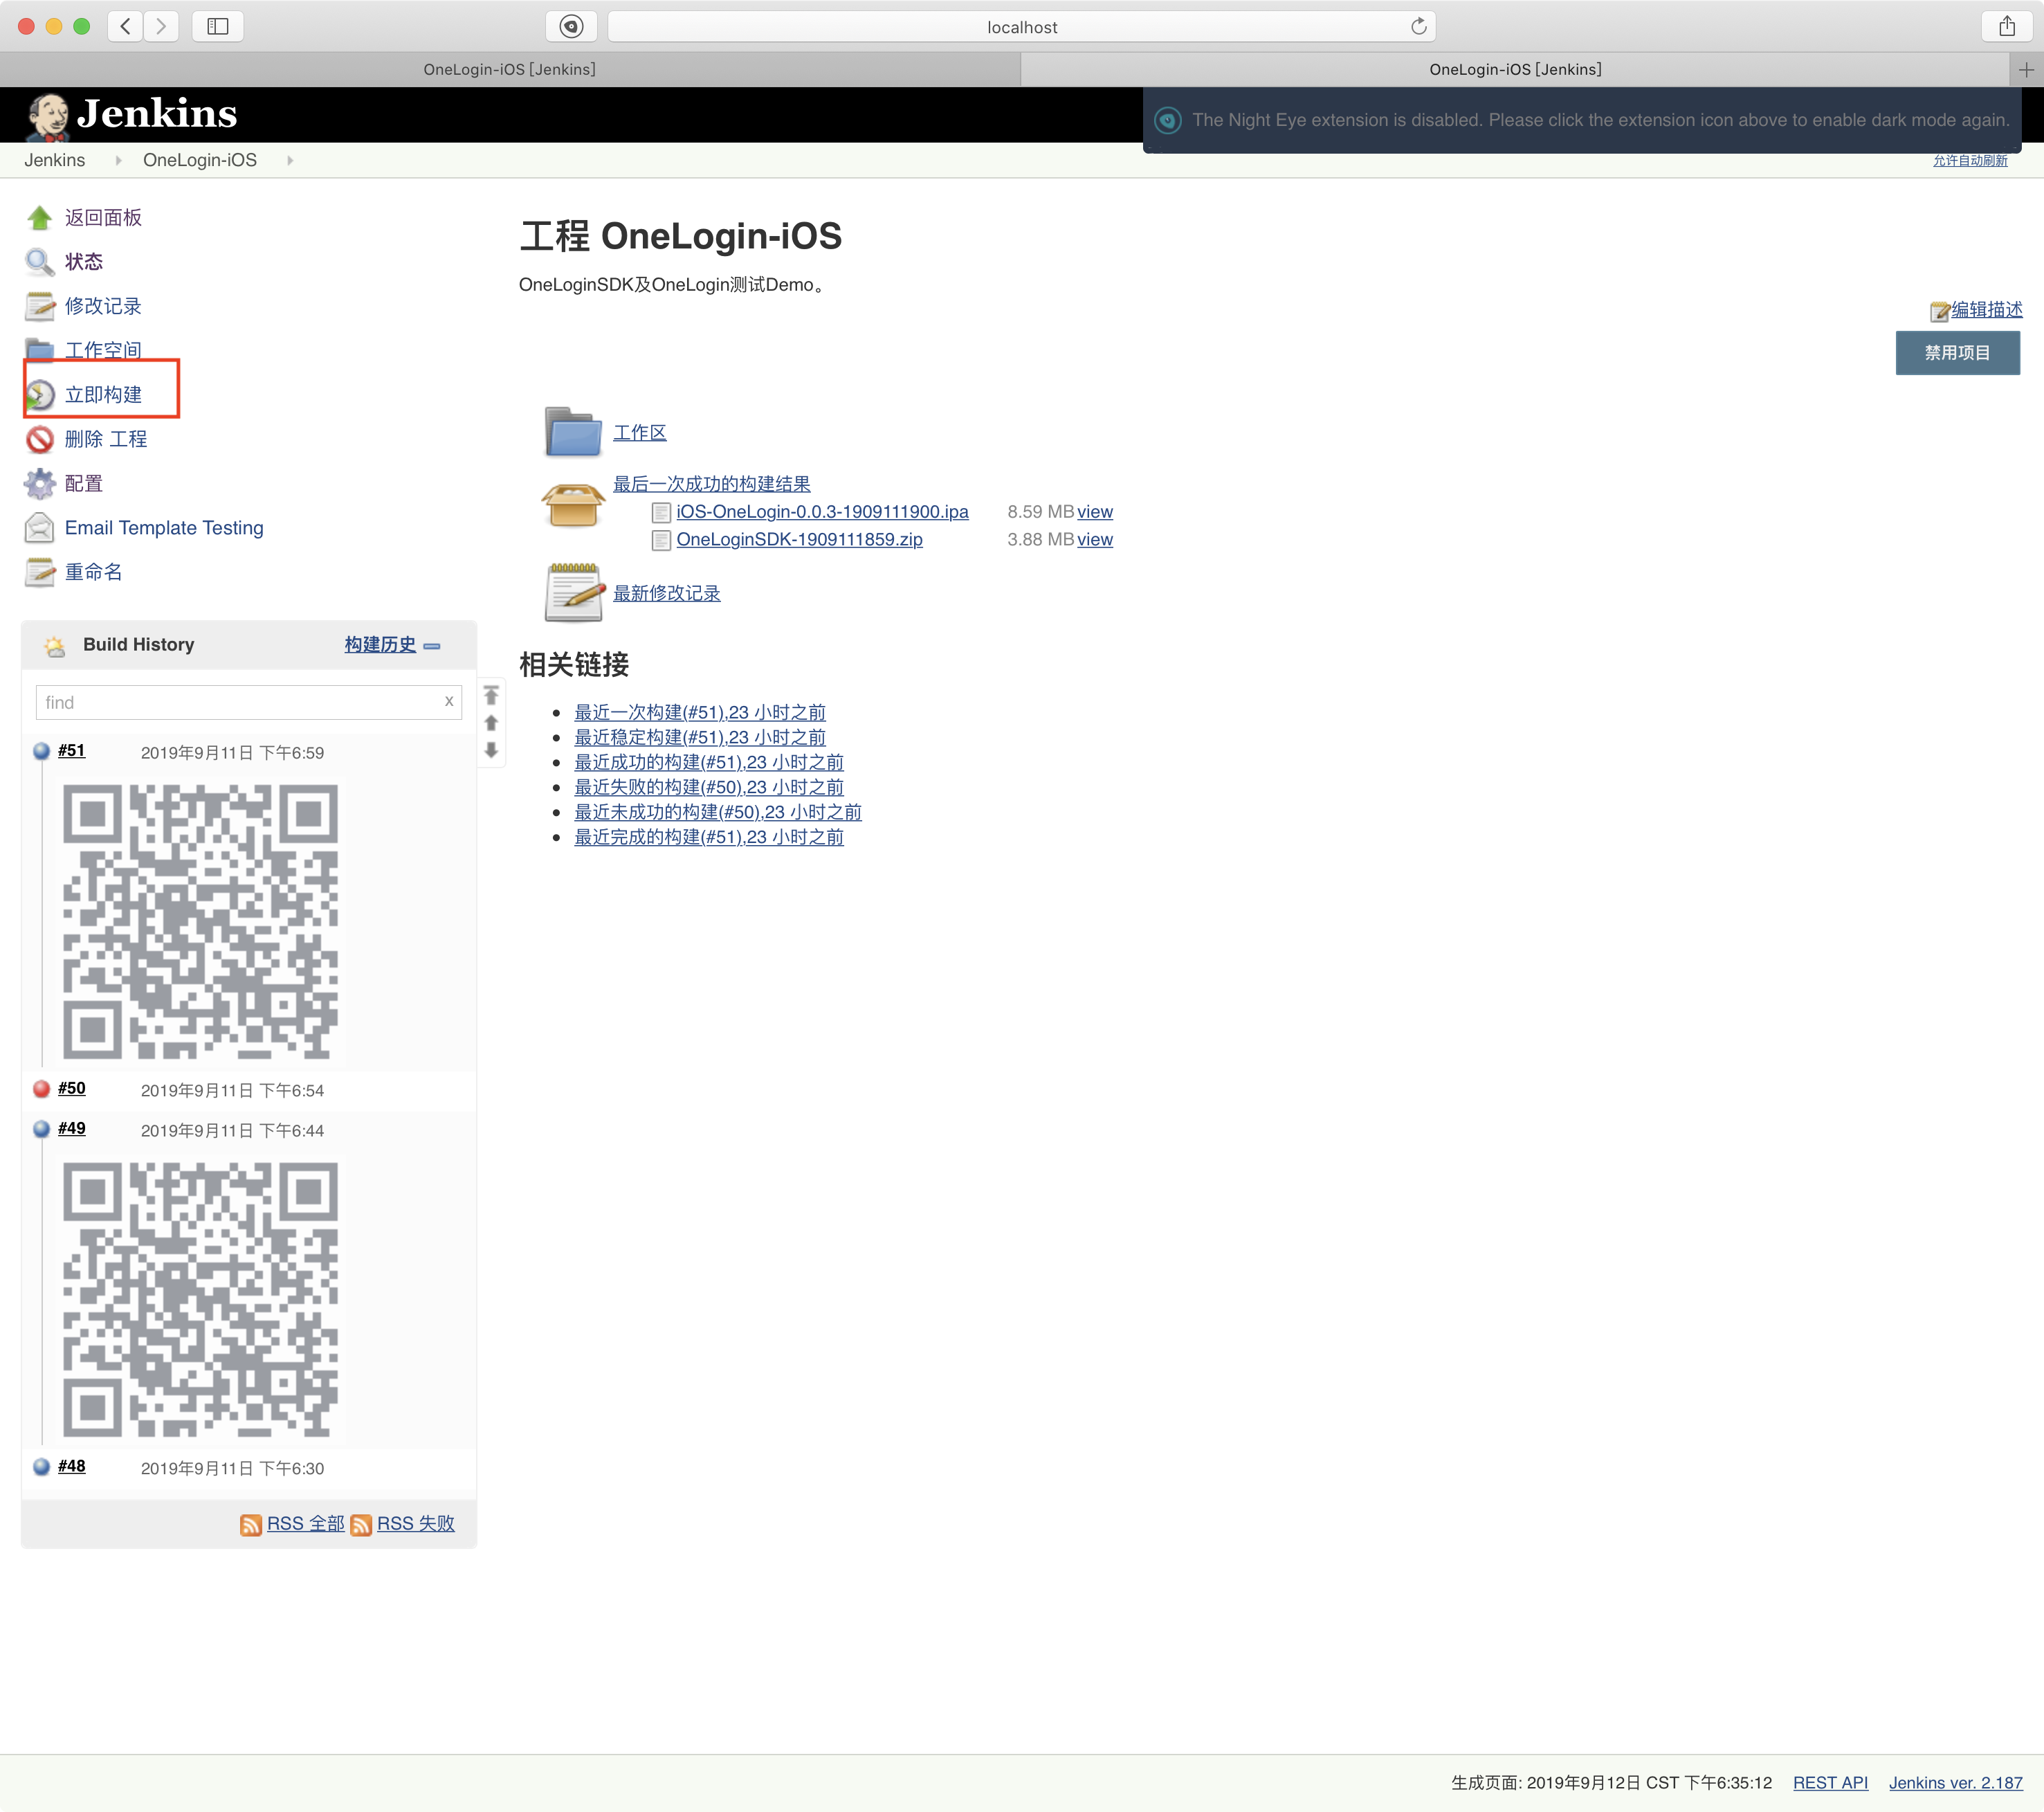 localhost
OneLogin-iOS [Jenkins]
OneLogin-iOS [Jenkins]
Jenkins
The Night Eye extension is disabled. Please click the extension icon above to enable dark mode again.
Jenkins OneLogin-iOS
允许自动刷新
返回面板
状态
修改记录
工作空间
立即构建
删除 工程
配置
Email Template Testing
重命名
工程 OneLogin-iOS
OneLoginSDK及OneLogin测试Demo。
编辑描述
禁用项目
工作区
最后一次成功的构建结果
iOS-OneLogin-0.0.3-1909111900.ipa 8.59 MB view
OneLoginSDK-1909111859.zip 3.88 MB view
最新修改记录
相关链接
最近一次构建(#51),23 小时之前
最近稳定构建(#51),23 小时之前
最近成功的构建(#51),23 小时之前
最近失败的构建(#50),23 小时之前
最近未成功的构建(#50),23 小时之前
最近完成的构建(#51),23 小时之前
Build History 构建历史
find x
#51 2019年9月11日 下午6:59
#50 2019年9月11日 下午6:54
#49 2019年9月11日 下午6:44
#48 2019年9月11日 下午6:30
RSS 全部 RSS 失败
生成页面: 2019年9月12日 CST 下午6:35:12 REST API Jenkins ver. 2.187